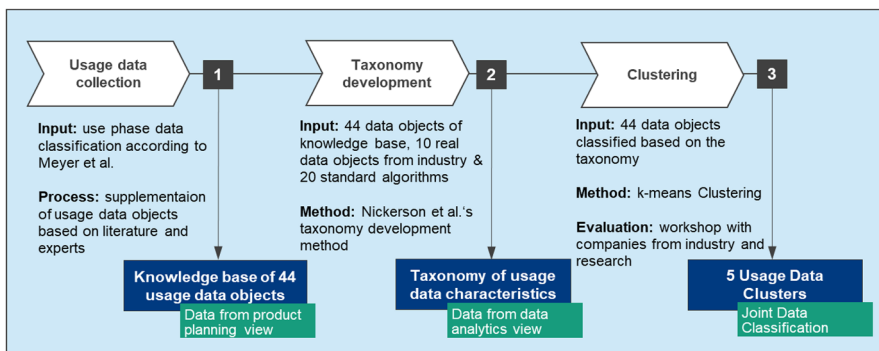 Usage data
collection
1
Input: use phase data
classification according to
Meyer et al.
Process: supplementaion
of usage data objects
based on literature and
experts
Knowledge base of 44
usage data objects
Data from product
planning view
Taxonomy
development
2
Input: 44 data objects of
knowledge base, 10 real
data objects from industry &
20 standard algorithms
Method: Nickerson et al.‘s
taxonomy development
method
Taxonomy of usage
data characteristics
Data from data
analytics view
Clustering
3
Input: 44 data objects
classified based on the
taxonomy
Method: k-means Clustering
Evaluation: workshop with
companies from industry and
research
5 Usage Data
Clusters
Joint Data
Classification